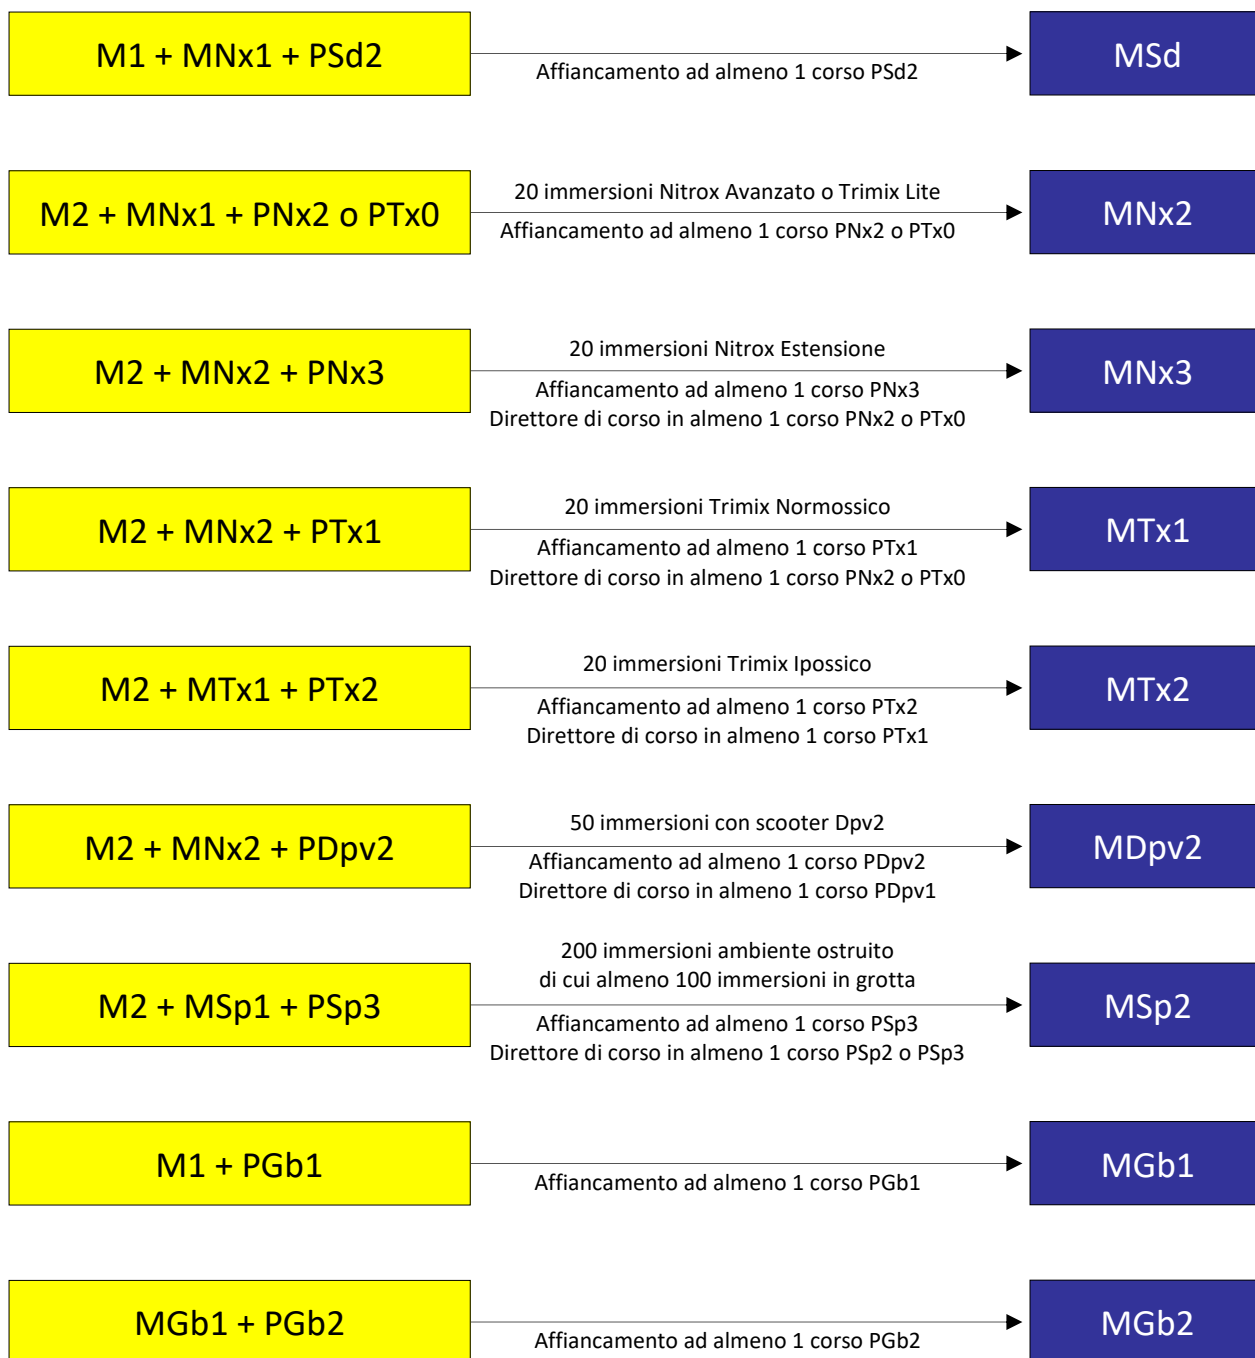 M1 + MNx1 + PSd2
Affiancamento ad almeno 1 corso PSd2
MSd
M2 + MNx1 + PNx2 o PTx0
20 immersioni Nitrox Avanzato o Trimix Lite
Affiancamento ad almeno 1 corso PNx2 o PTx0
MNx2
M2 + MNx2 + PNx3
20 immersioni Nitrox Estensione
Affiancamento ad almeno 1 corso PNx3
Direttore di corso in almeno 1 corso PNx2 o PTx0
MNx3
M2 + MNx2 + PTx1
20 immersioni Trimix Normossico
Affiancamento ad almeno 1 corso PTx1
Direttore di corso in almeno 1 corso PNx2 o PTx0
MTx1
M2 + MTx1 + PTx2
20 immersioni Trimix Ipossico
Affiancamento ad almeno 1 corso PTx2
Direttore di corso in almeno 1 corso PTx1
MTx2
M2 + MNx2 + PDpv2
50 immersioni con scooter Dpv2
Affiancamento ad almeno 1 corso PDpv2
Direttore di corso in almeno 1 corso PDpv1
MDpv2
M2 + MSp1 + PSp3
200 immersioni ambiente ostruito
di cui almeno 100 immersioni in grotta
Affiancamento ad almeno 1 corso PSp3
Direttore di corso in almeno 1 corso PSp2 o PSp3
MSp2
M1 + PGb1
Affiancamento ad almeno 1 corso PGb1
MGb1
MGb1 + PGb2
Affiancamento ad almeno 1 corso PGb2
MGb2